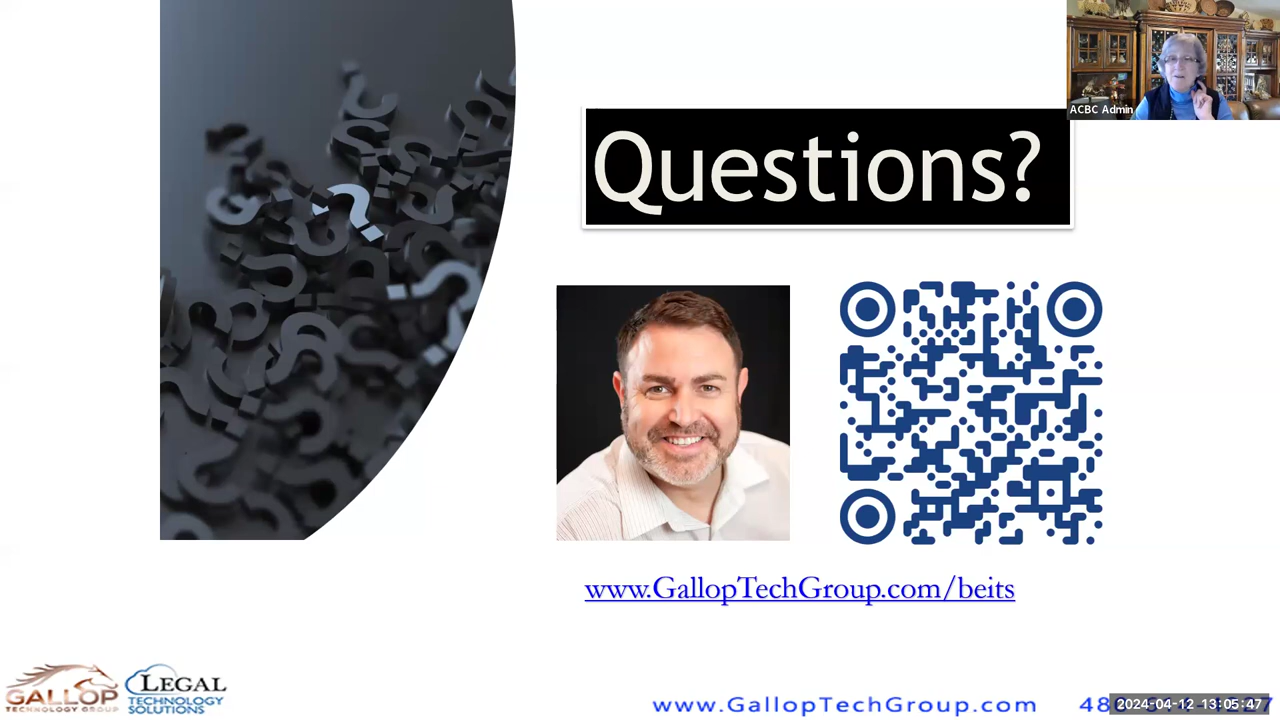 ACBC Admin
Questions?
www.GallopTechGroup.com/beits
GALLOP
TECHNOLOGY GROUP
LEGAL
TECHNOLOGY
SOLUTIONS
www.GallopTechGroup.com
2024-04-12 13:05:47